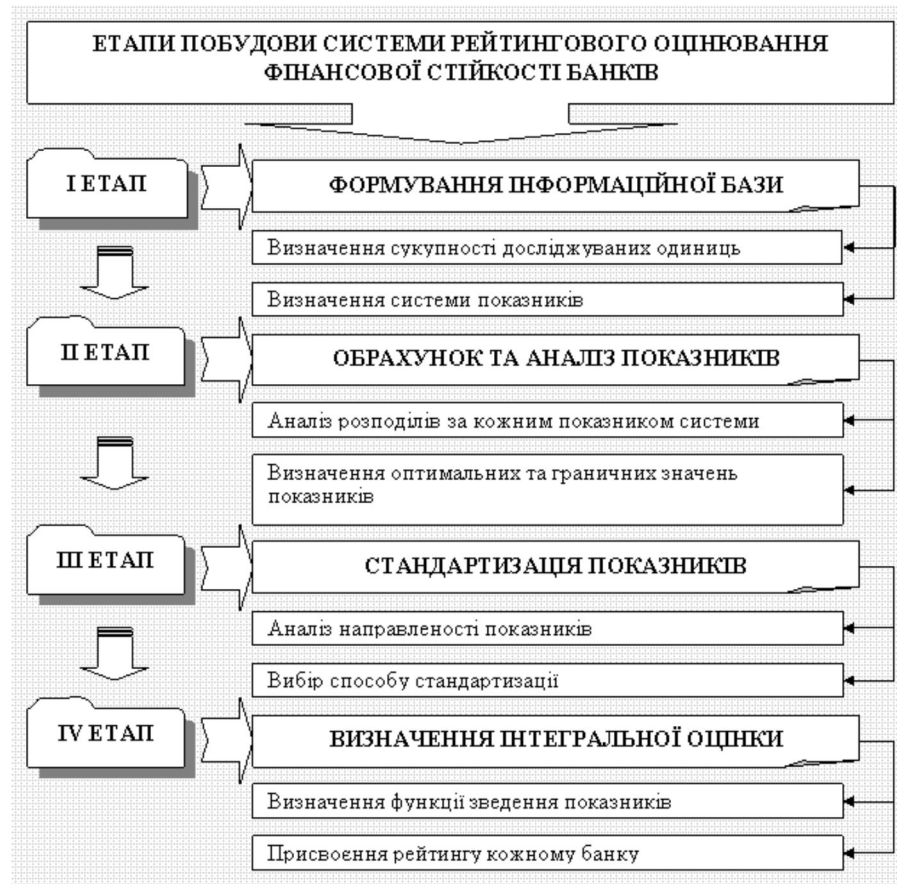 ЕТАПИ ПОБУДОВИ СИСТЕМИ РЕЙТИНГОВОГО ОЦІНЮВАННЯ
ФІНАНСОВОЇ СТІЙКОСТІ БАНКІВ
І ЕТАП
ФОРМУВАННЯ ІНФОРМАЦІЙНОЇ БАЗИ
Визначення сукупності досліджуваних одиниць
Визначення системи показників
ІІ ЕТАП
ОБРАХУНОК ТА АНАЛІЗ ПОКАЗНИКІВ
Аналіз розподілів за кожним показником системи
Визначення оптимальних та граничних значень
показників
ІІІ ЕТАП
СТАНДАРТИЗАЦІЯ ПОКАЗНИКІВ
Аналіз направленості показників
Вибір способу стандартизації
IV ЕТАП
ВИЗНАЧЕННЯ ІНТЕГРАЛЬНОЇ ОЦІНКИ
Визначення функції зведення показників
Присвоєння рейтингу кожному банку